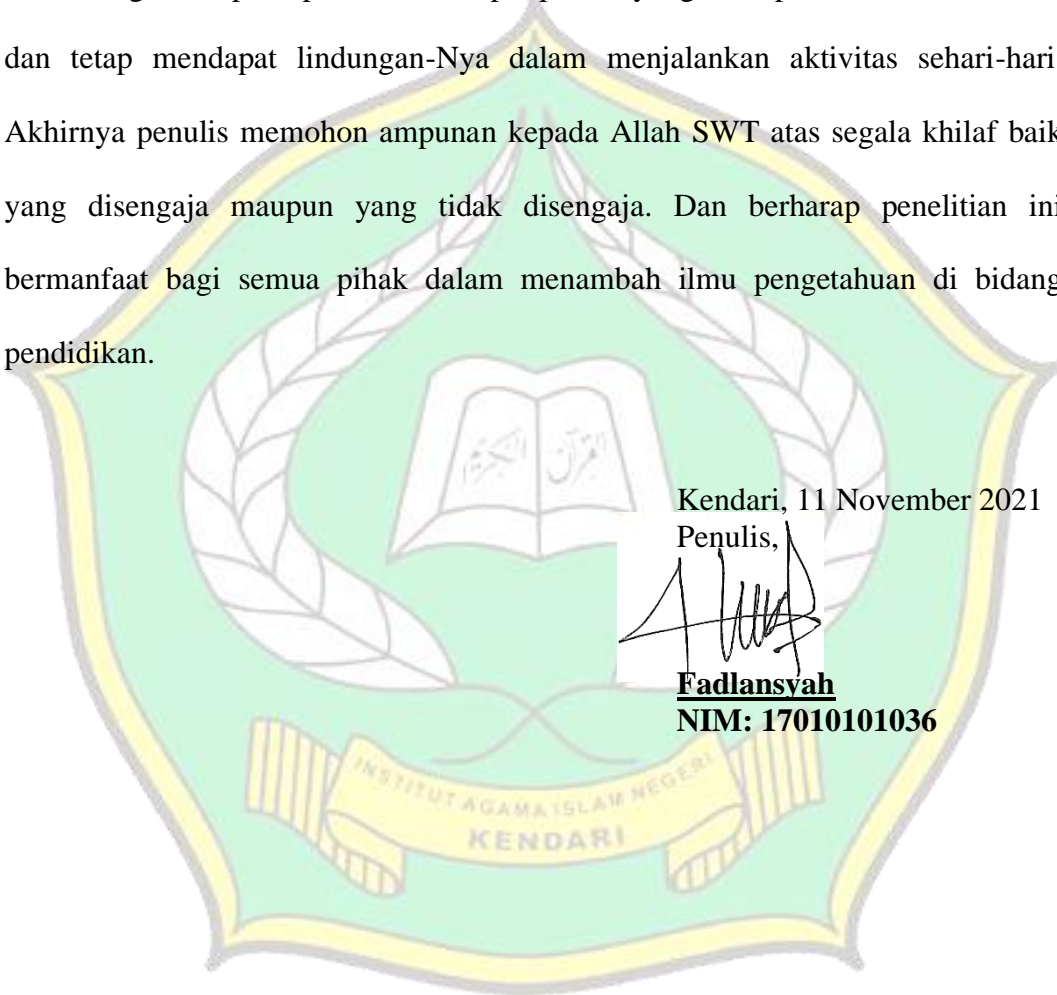 dan tetap mendapat lindungan-Nya dalam menjalankan aktivitas sehari-hari
Akhirnya penulis memohon ampunan kepada Allah SWT atas segala khilaf baik
yang disengaja maupun yang tidak disengaja. Dan berharap penelitian ini
bermanfaat bagi semua pihak dalam menambah ilmu pengetahuan di bidang
pendidikan.
القرآن الكريم
Kendari, 11 November 2021
Penulis,
Fadlansyah
NIM: 17010101036
INSTITUT AGAMA ISLAM NEGERI
KENDARI